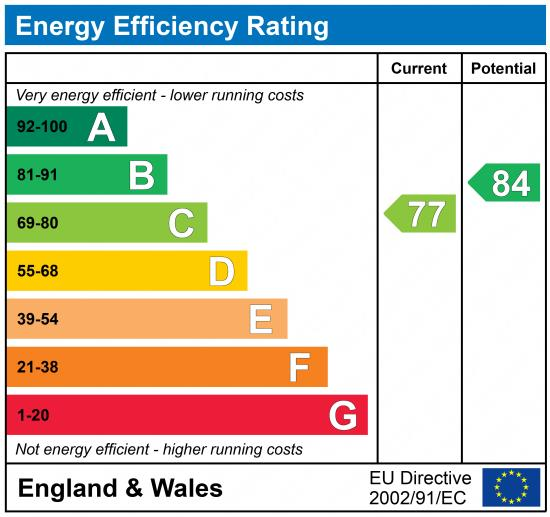 Energy Efficiency Rating
Current Potential
Very energy efficient - lower running costs
92-100 A
81-91 B
84
69-80 C
77
55-68 D
39-54 E
21-38 F
1-20 G
Not energy efficient - higher running costs
England & Wales
EU Directive
2002/91/EC